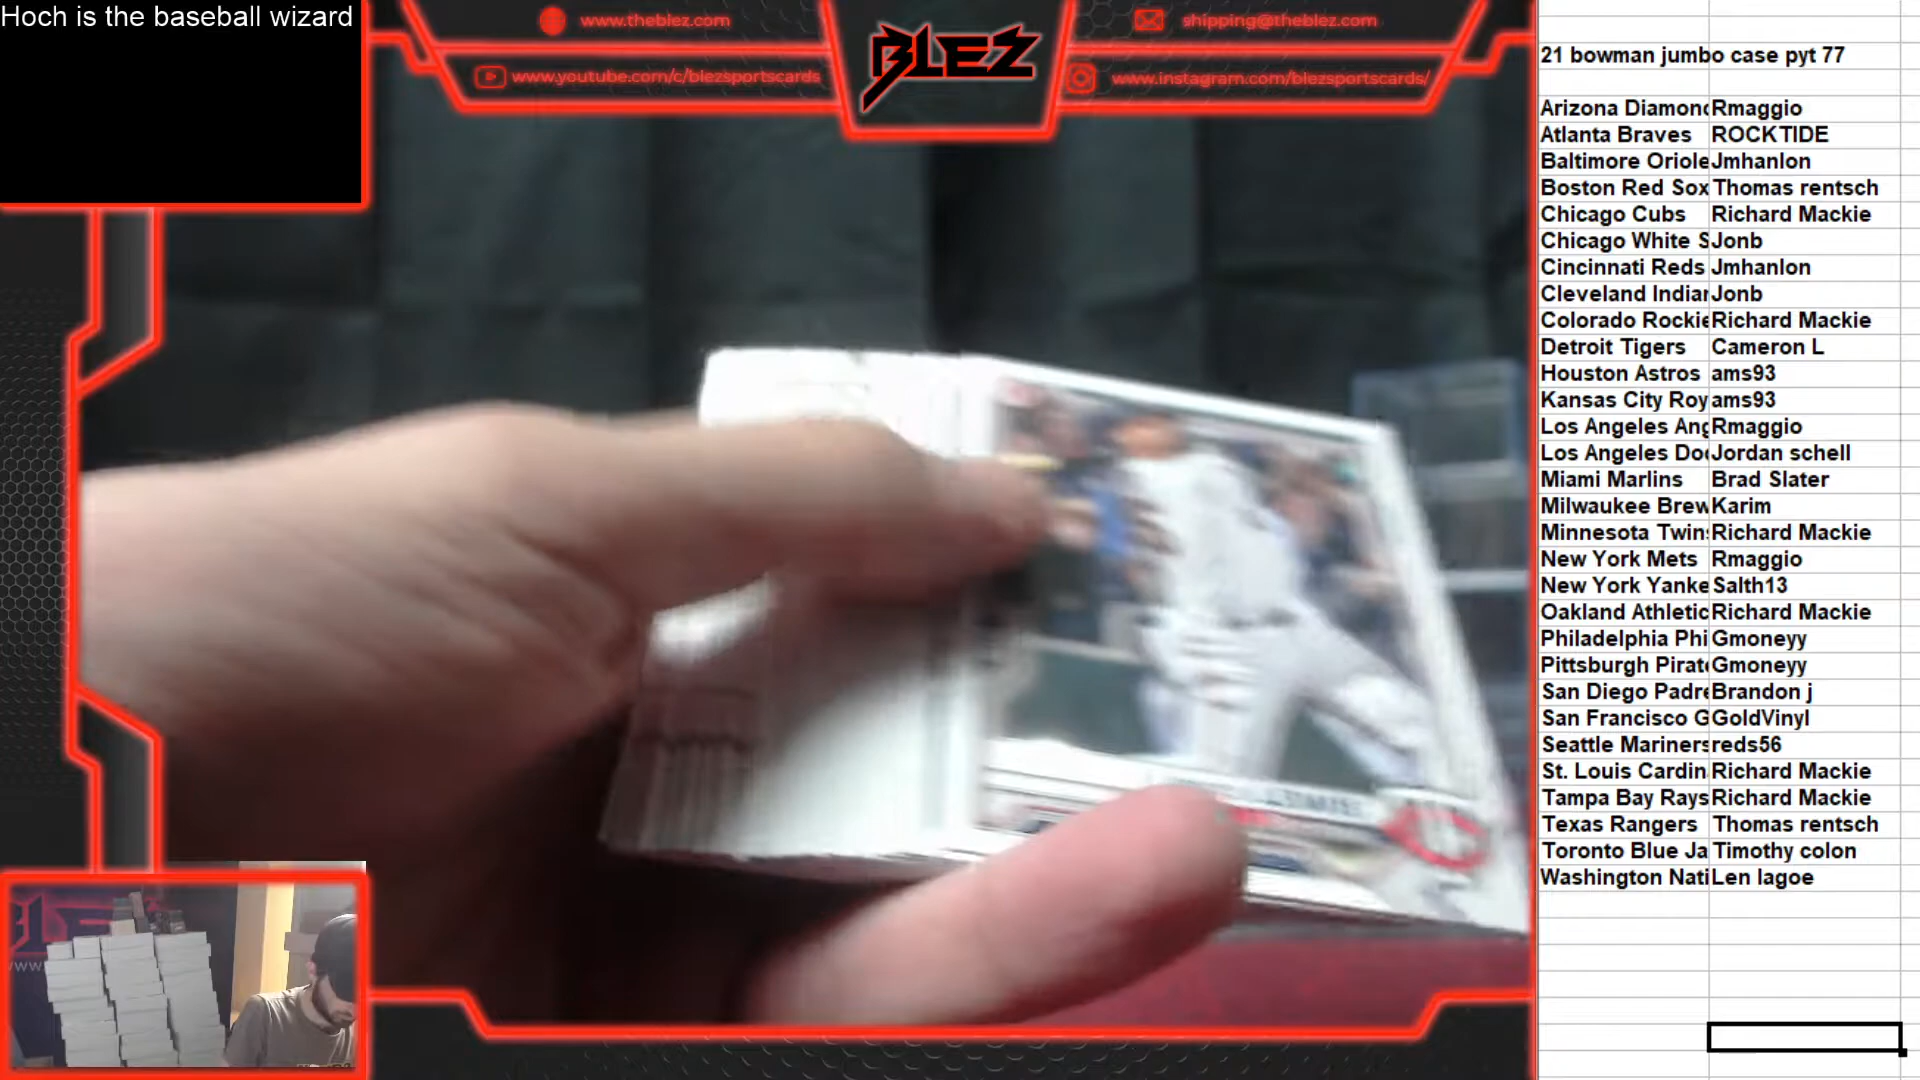 Hoch is the baseball wizard
www.theblez.com
shipping@theblez.com
BLEZ
www.youtube.com/c/blezsportscards
www.instagram.com/blezsportscards/
21 bowman jumbo case pyt 77
Arizona Diamond Rmaggio
Atlanta Braves ROCKTIDE
Baltimore Oriole Jmhanlon
Boston Red Sox Thomas rentsch
Chicago Cubs Richard Mackie
Chicago White S Jonb
Cincinnati Reds Jmhanlon
Cleveland Indian Jonb
Colorado Rockie Richard Mackie
Detroit Tigers Cameron L
Houston Astros ams93
Kansas City Roy ams93
Los Angeles Ang Rmaggio
Los Angeles Dod Jordan schell
Miami Marlins Brad Slater
Milwaukee Brew Karim
Minnesota Twins Richard Mackie
New York Mets Rmaggio
New York Yanke Salth13
Oakland Athletic Richard Mackie
Philadelphia Phi Gmoneyy
Pittsburgh Pirate Gmoneyy
San Diego Padre Brandon j
San Francisco G GoldVinyl
Seattle Mariners reds56
St. Louis Cardin Richard Mackie
Tampa Bay Rays Richard Mackie
Texas Rangers Thomas rentsch
Toronto Blue Ja Timothy colon
Washington Nati Len lagoe